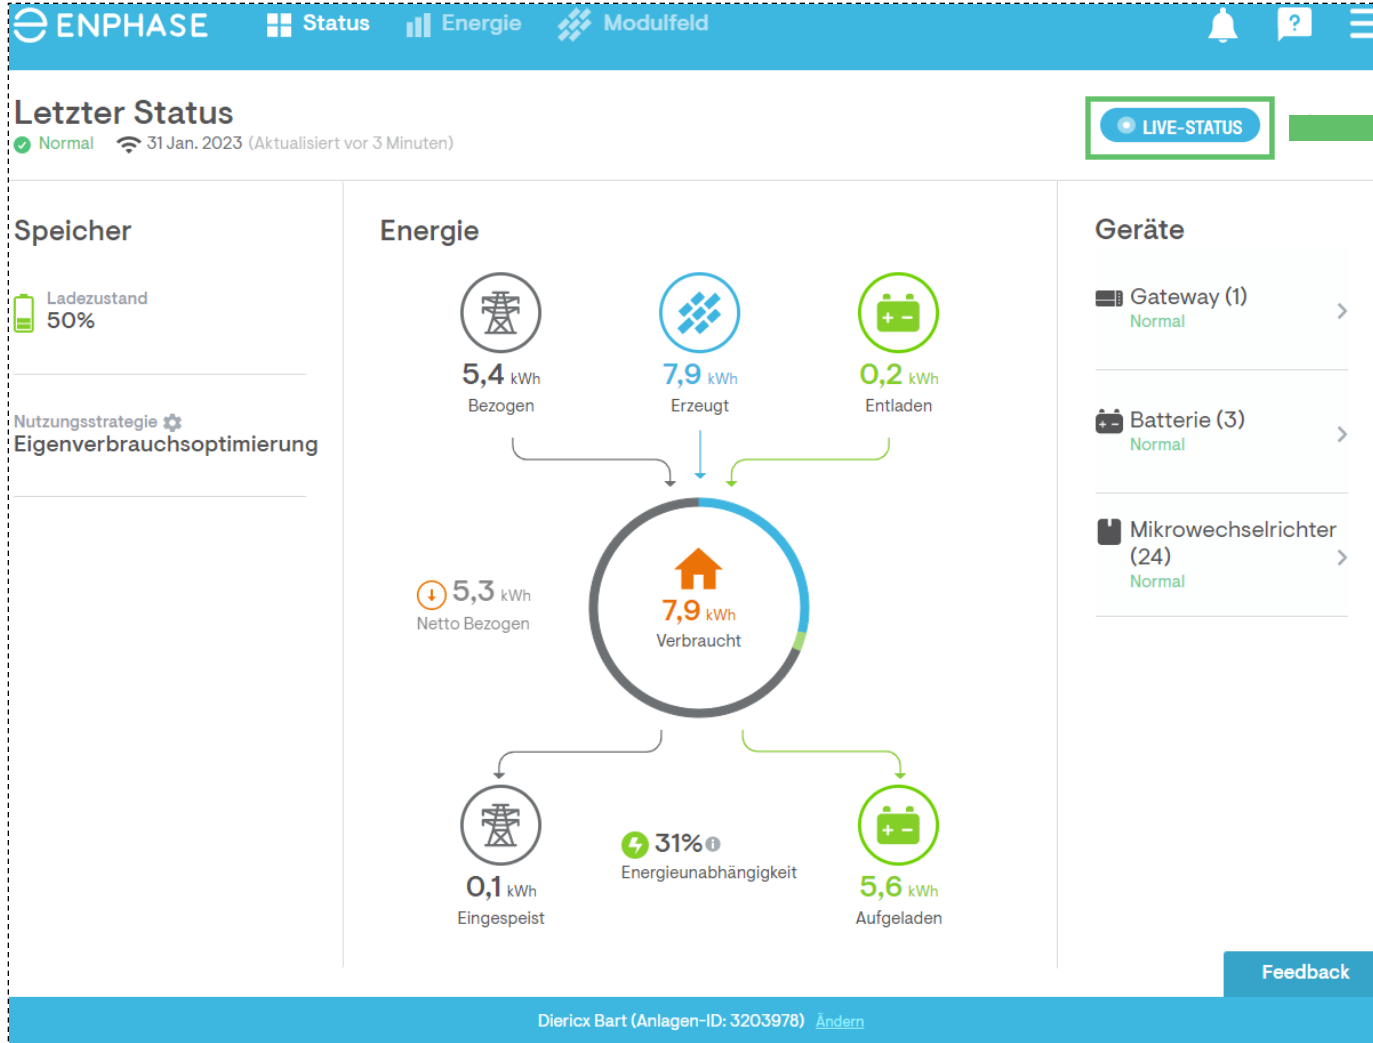 ENPHASE
Status
Energie
Modulfeld
?
Letzter Status
Normal
31 Jan. 2023 (Aktualisiert vor 3 Minuten)
LIVE-STATUS
Speicher
Ladezustand
50%
Nutzungsstrategie
Eigenverbrauchsoptimierung
Energie
5,4 kWh
Bezogen
7,9 kWh
Erzeugt
0,2 kWh
Entladen
5,3 kWh
Netto Bezogen
7,9 kWh
Verbraucht
0,1 kWh
Eingespeist
31%
Energieunabhängigkeit
5,6 kWh
Aufgeladen
Geräte
Gateway (1)
Normal
Batterie (3)
Normal
Mikrowechselrichter
(24)
Normal
Feedback
Diericx Bart (Anlagen-ID: 3203978) Ändern